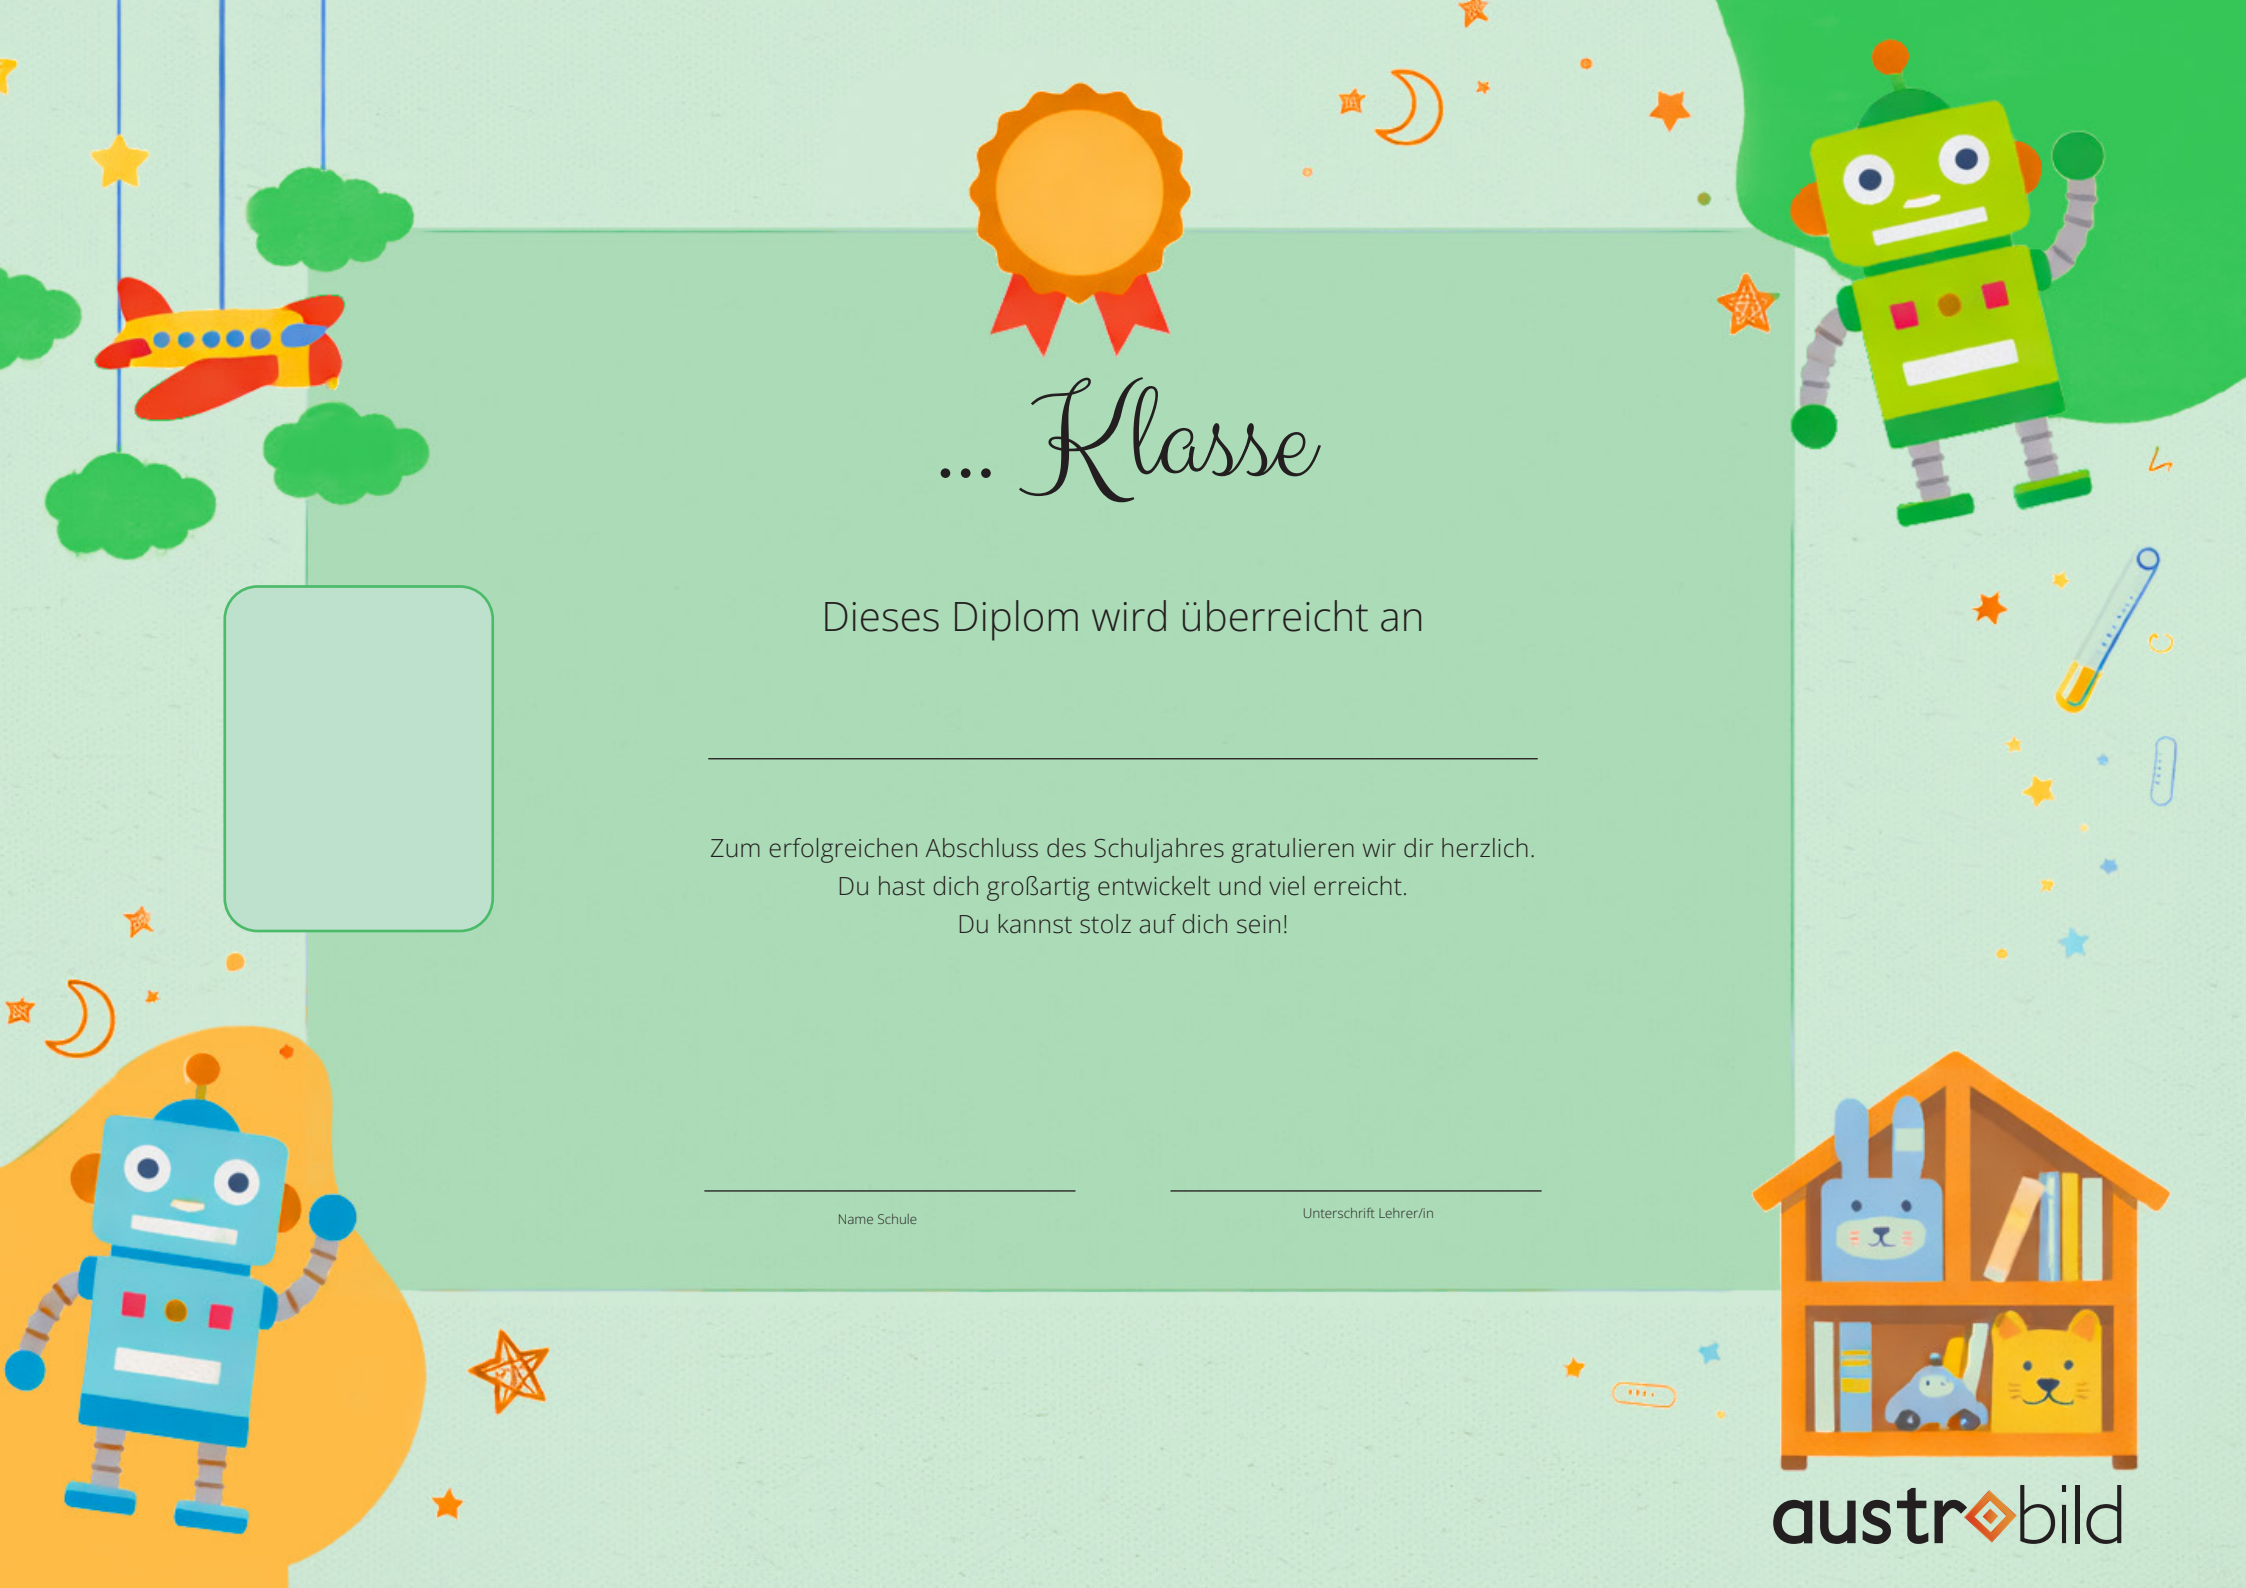 ... Klasse
Dieses Diplom wird überreicht an
Zum erfolgreichen Abschluss des Schuljahres gratulieren wir dir herzlich.
Du hast dich großartig entwickelt und viel erreicht.
Du kannst stolz auf dich sein!
Name Schule
Unterschrift Lehrer/in
austrobild